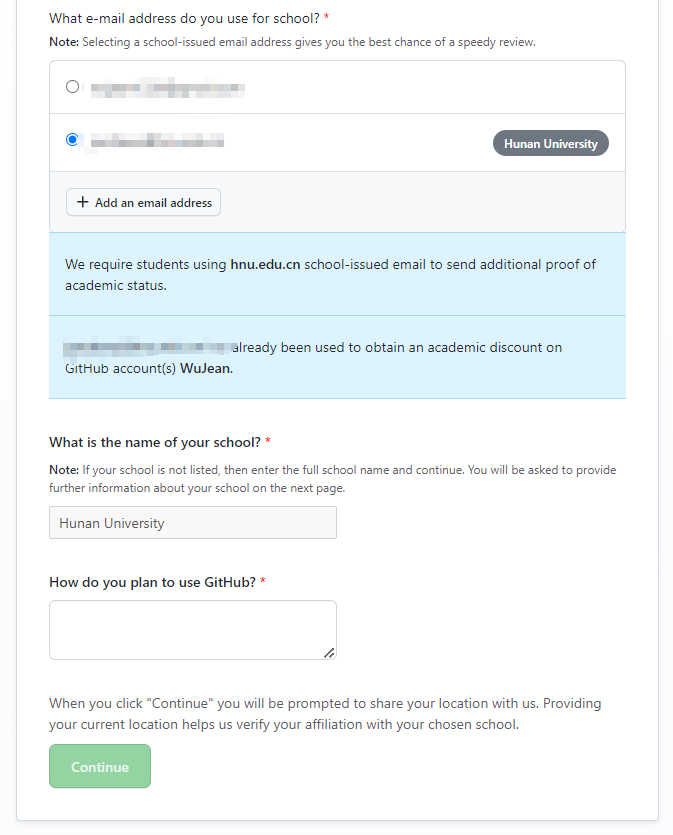 What e-mail address do you use for school? *
Note: Selecting a school-issued email address gives you the best chance of a speedy review.
Hunan University
+ Add an email address
We require students using hnu.edu.cn school-issued email to send additional proof of
academic status.
already been used to obtain an academic discount on
GitHub account(s) WuJean.
What is the name of your school? *
Note: If your school is not listed, then enter the full school name and continue. You will be asked to provide
further information about your school on the next page.
Hunan University
How do you plan to use GitHub? *
When you click "Continue" you will be prompted to share your location with us. Providing
your current location helps us verify your affiliation with your chosen school.
Continue